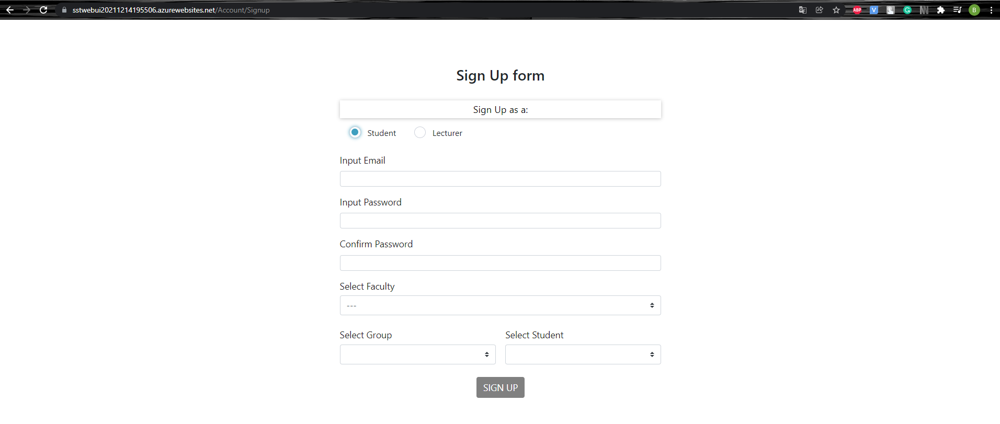 sstwebui20211214195506.azurewebsites.net/Account/Signup
ABP V G B
Sign Up form
Sign Up as a:
Student Lecturer
Input Email
Input Password
Confirm Password
Select Faculty
---
Select Group Select Student
SIGN UP